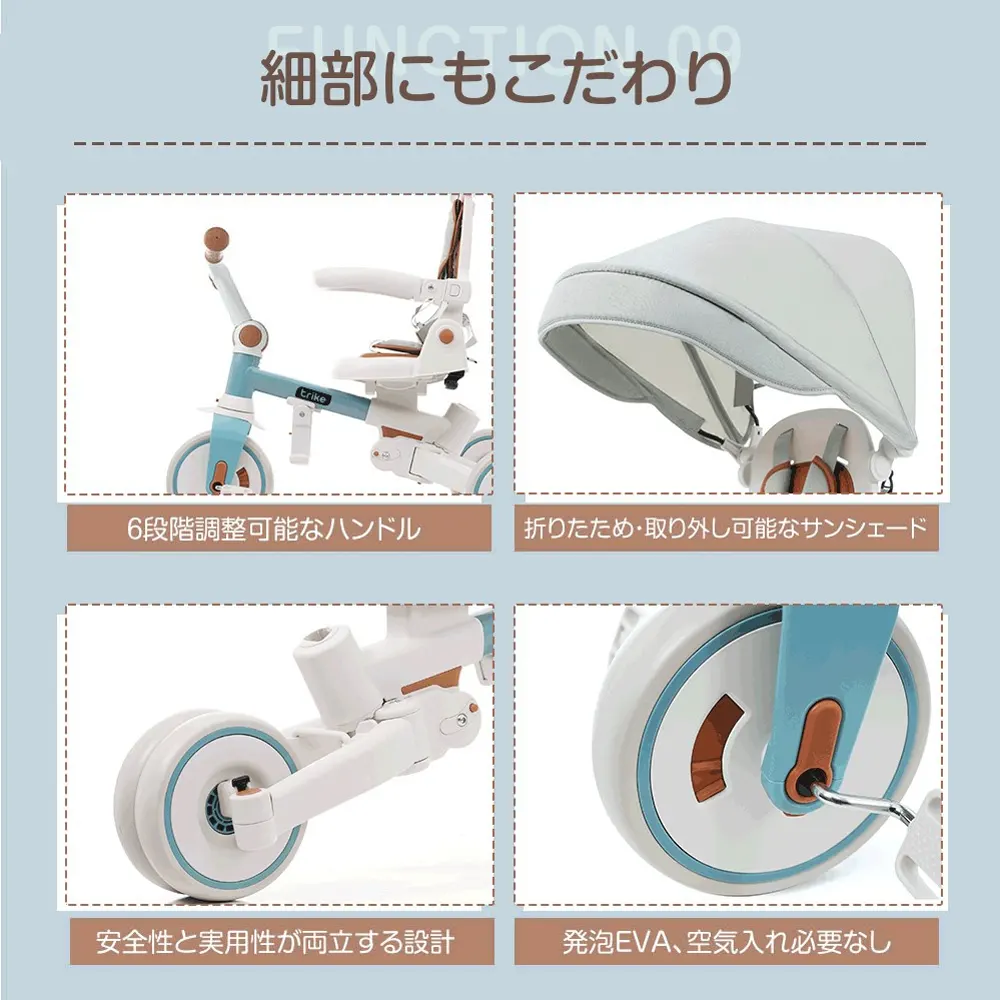 FUNCTION 09
細部にもこだわり
trike
6段階調整可能なハンドル
折りたため・取り外し可能なサンシェード
安全性と実用性が両立する設計
発泡EVA、空気入れ必要なし